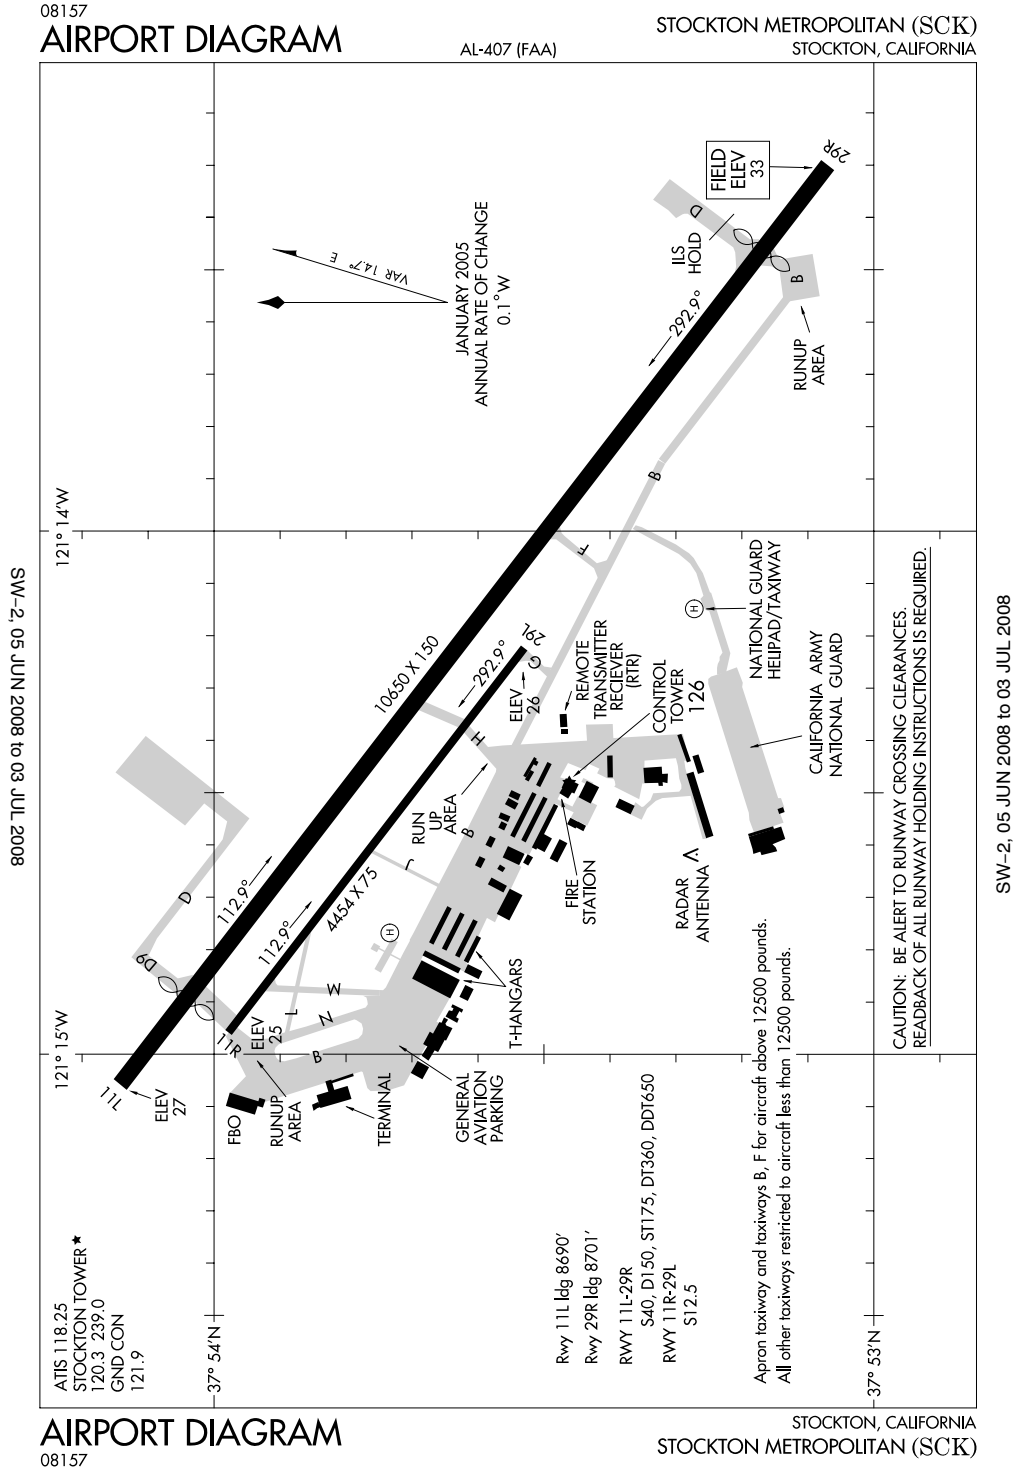 08157
AIRPORT DIAGRAM
AL-407 (FAA)
STOCKTON METROPOLITAN (SCK)
STOCKTON, CALIFORNIA
29R
FIELD
ELEV
33
D
ILS
HOLD
B
RUNUP
AREA
VAR 14.7° E
JANUARY 2005
ANNUAL RATE OF CHANGE
0.1° W
292.9°
B
121° 14'W
F
10650 X 150
29L
292.9°
G
ELEV
26
H
REMOTE
TRANSMITTER
RECIEVER
(RTR)
CONTROL
TOWER
126
H
NATIONAL GUARD
HELIPAD/TAXIWAY
CALIFORNIA ARMY
NATIONAL GUARD
RUN
UP
AREA
B
J
FIRE
STATION
RADAR
ANTENNA
D
112.9°
4454 X 75
112.9°
H
D9
M
N
L
T-HANGARS
ELEV
25
11R
B
121° 15'W
11L
ELEV
27
FBO
RUNUP
AREA
TERMINAL
GENERAL
AVIATION
PARKING
CAUTION: BE ALERT TO RUNWAY CROSSING CLEARANCES.
READBACK OF ALL RUNWAY HOLDING INSTRUCTIONS IS REQUIRED.
ATIS 118.25
STOCKTON TOWER★
120.3 239.0
GND CON
121.9
37° 54'N
Rwy 11L ldg 8690'
Rwy 29R ldg 8701'
RWY 11L-29R
S40, D150, ST175, DT360, DDT650
RWY 11R-29L
S12.5
Apron taxiway and taxiways B, F for aircraft above 12500 pounds.
All other taxiways restricted to aircraft less than 12500 pounds.
37° 53'N
SW-2, 05 JUN 2008 to 03 JUL 2008
SW-2, 05 JUN 2008 to 03 JUL 2008
AIRPORT DIAGRAM
08157
STOCKTON, CALIFORNIA
STOCKTON METROPOLITAN (SCK)